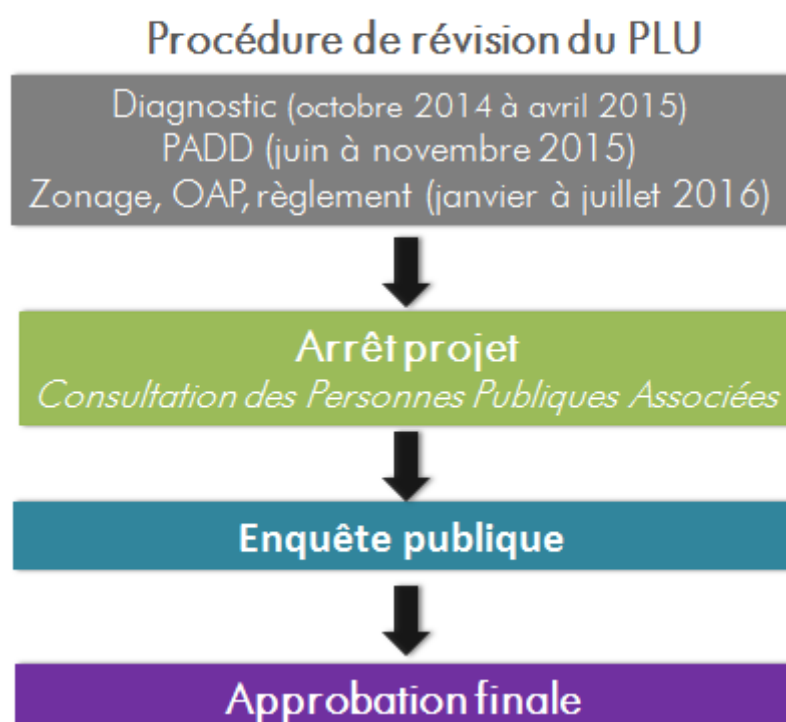 Procédure de révision du PLU
Diagnostic (octobre 2014 à avril 2015)
PADD (juin à novembre 2015)
Zonage, OAP, règlement (janvier à juillet 2016)
Arrêt projet
Consultation des Personnes Publiques Associées
Enquête publique
Approbation finale